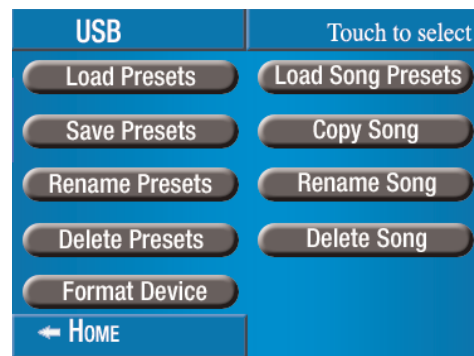 USB
Touch to select
Load Presets
Load Song Presets
Save Presets
Copy Song
Rename Presets
Rename Song
Delete Presets
Delete Song
Format Device
HOME